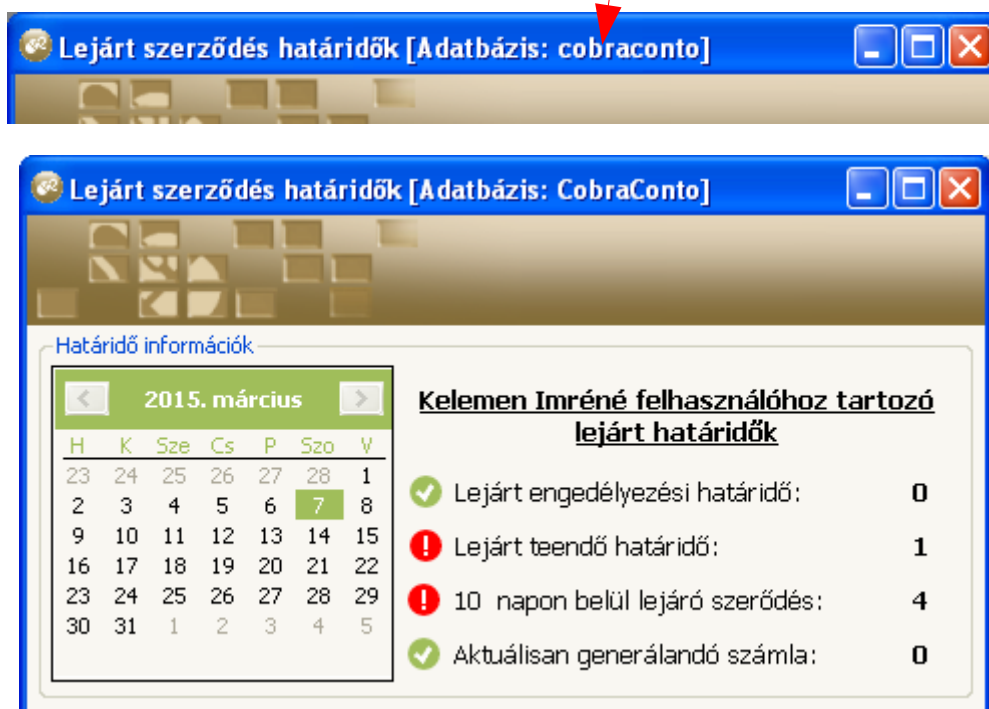 Lejárt szerződés határidők [Adatbázis: cobraconto]
Lejárt szerződés határidők [Adatbázis: CobraConto]
Határidő információk
2015. március
H K Sze Cs P Szo V
23 24 25 26 27 28 1
2 3 4 5 6 7 8
9 10 11 12 13 14 15
16 17 18 19 20 21 22
23 24 25 26 27 28 29
30 31 1 2 3 4 5
Kelemen Imréné felhasználóhoz tartozó
lejárt határidők
Lejárt engedélyezési határidő: 0
Lejárt teendő határidő: 1
10 napon belül lejáró szerődés: 4
Aktuálisan generálandó számla: 0